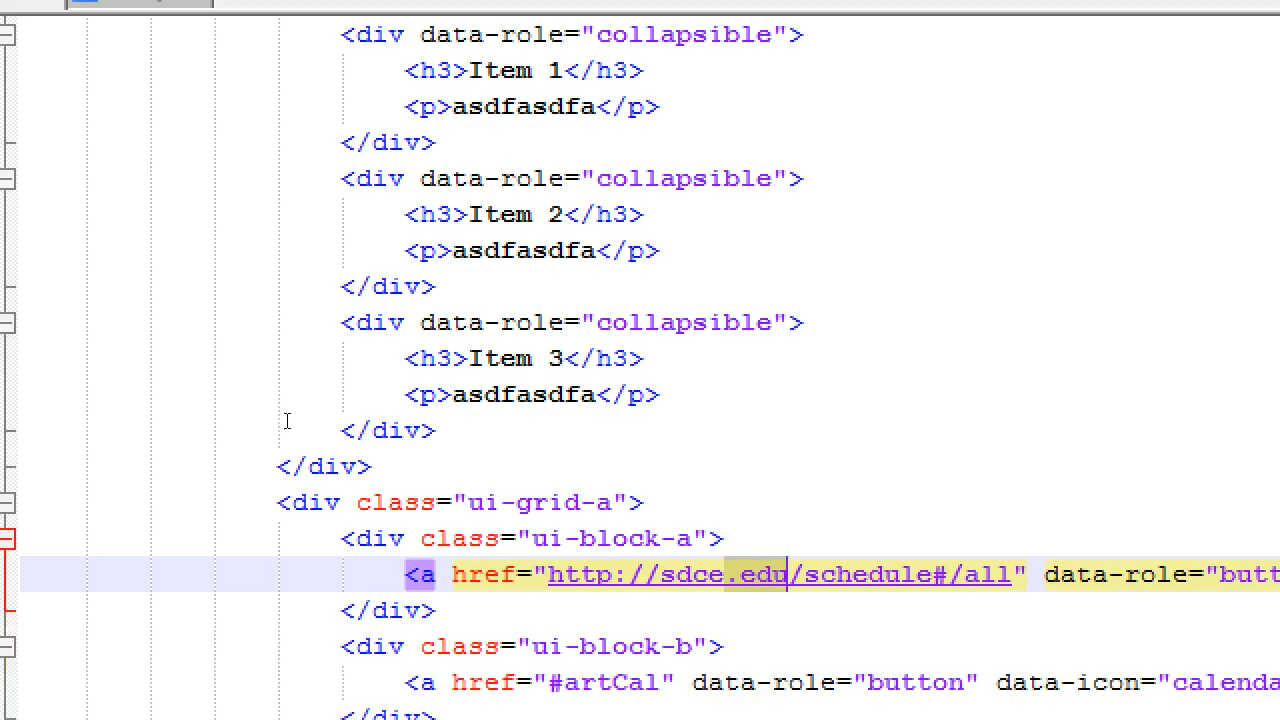 <div data-role="collapsible">
<h3>Item 1</h3>
<p>asdfasdfa</p>
</div>
<div data-role="collapsible">
<h3>Item 2</h3>
<p>asdfasdfa</p>
</div>
<div data-role="collapsible">
<h3>Item 3</h3>
<p>asdfasdfa</p>
</div>
</div>
<div class="ui-grid-a">
<div class="ui-block-a">
<a href="http://sdce.edu/schedule#/all" data-role="butt
</div>
<div class="ui-block-b">
<a href="#artCal" data-role="button" data-icon="calenda
</div>